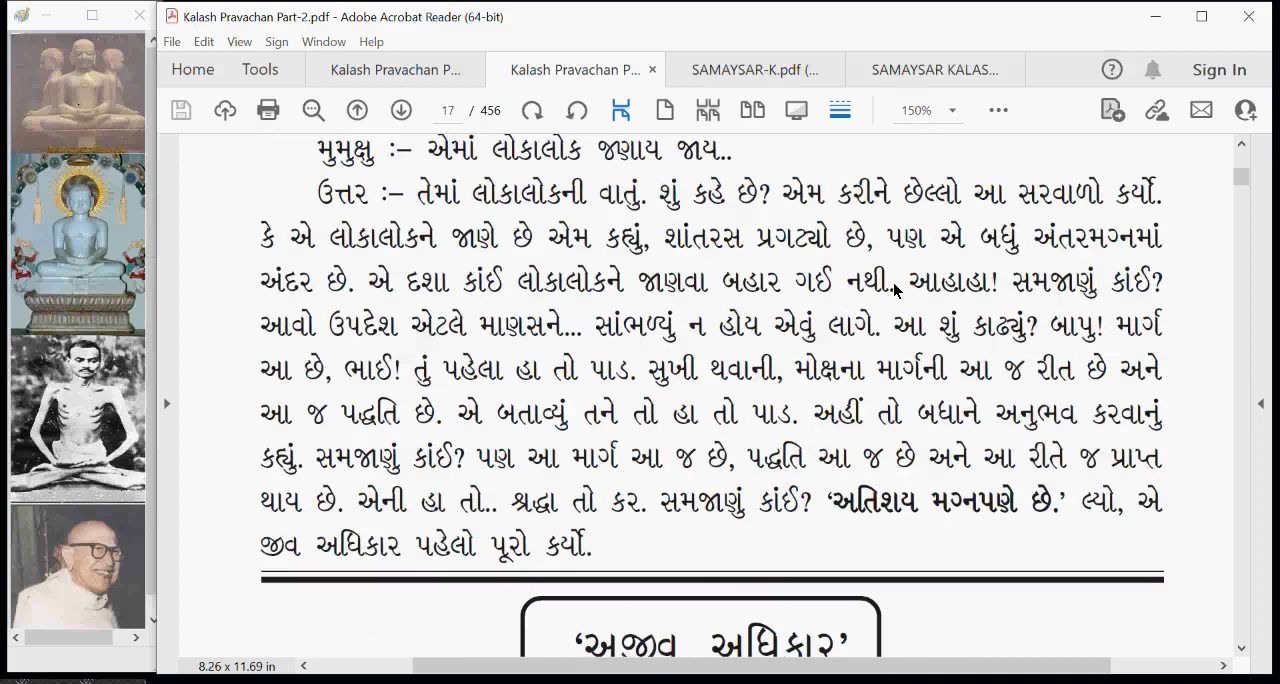 Kalash Pravachan Part-2.pdf - Adobe Acrobat Reader (64-bit)
File Edit View Sign Window Help
Home Tools Kalash Pravachan P... Kalash Pravachan P... × SAMAYSAR-K.pdf (... SAMAYSAR KALAS... Sign In
17 / 456 150%
મુમુક્ષુ :– એમાં લોકાલોક જણાય જાય..
ઉત્તર :– તેમાં લોકાલોકની વાતું. શું કહે છે? એમ કરીને છેલ્લો આ સરવાળો કર્યો.
કે એ લોકાલોકને જાણે છે એમ કહ્યું, શાંતરસ પ્રગટ્યો છે, પણ એ બધું અંતરમગ્નમાં
અંદર છે. એ દશા કાંઈ લોકાલોકને જાણવા બહાર ગઈ નથી. આહાહા! સમજાણું કાંઈ?
આવો ઉપદેશ એટલે માણસને... સાંભળ્યું ન હોય એવું લાગે. આ શું કાઢ્યું? બાપુ! માર્ગ
આ છે, ભાઈ! તું પહેલા હા તો પાડ. સુખી થવાની, મોક્ષના માર્ગની આ જ રીત છે અને
આ જ પદ્ધતિ છે. એ બતાવ્યું તને તો હા તો પાડ. અહીં તો બધાને અનુભવ કરવાનું
કહ્યું. સમજાણું કાંઈ? પણ આ માર્ગ આ જ છે, પદ્ધતિ આ જ છે અને આ રીતે જ પ્રાપ્ત
થાય છે. એની હા તો.. શ્રદ્ધા તો કર. સમજાણું કાંઈ? ‘અતિશય મગ્નપણે છે.’ લ્યો, એ
જીવ અધિકાર પહેલો પૂરો કર્યો.
‘અજીવ અધિકાર’
8.26 x 11.69 in